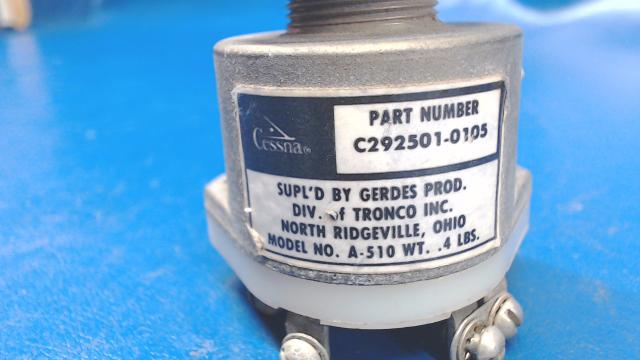 Cessna®
PART NUMBER
C292501-0105
SUPL'D BY GERDES PROD.
DIV. of TRONCO INC.
NORTH RIDGEVILLE, OHIO
MODEL NO. A-510 WT. .4 LBS.